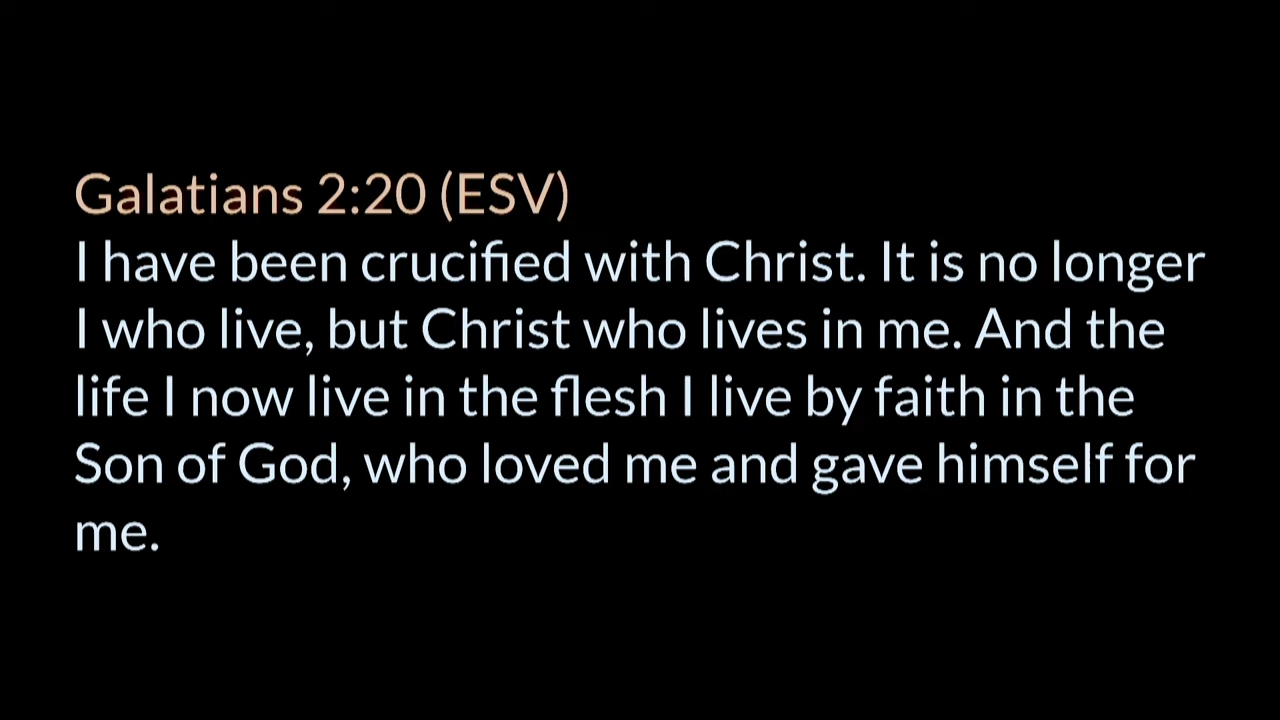 Galatians 2:20 (ESV)
I have been crucified with Christ. It is no longer
I who live, but Christ who lives in me. And the
life I now live in the flesh I live by faith in the
Son of God, who loved me and gave himself for
me.